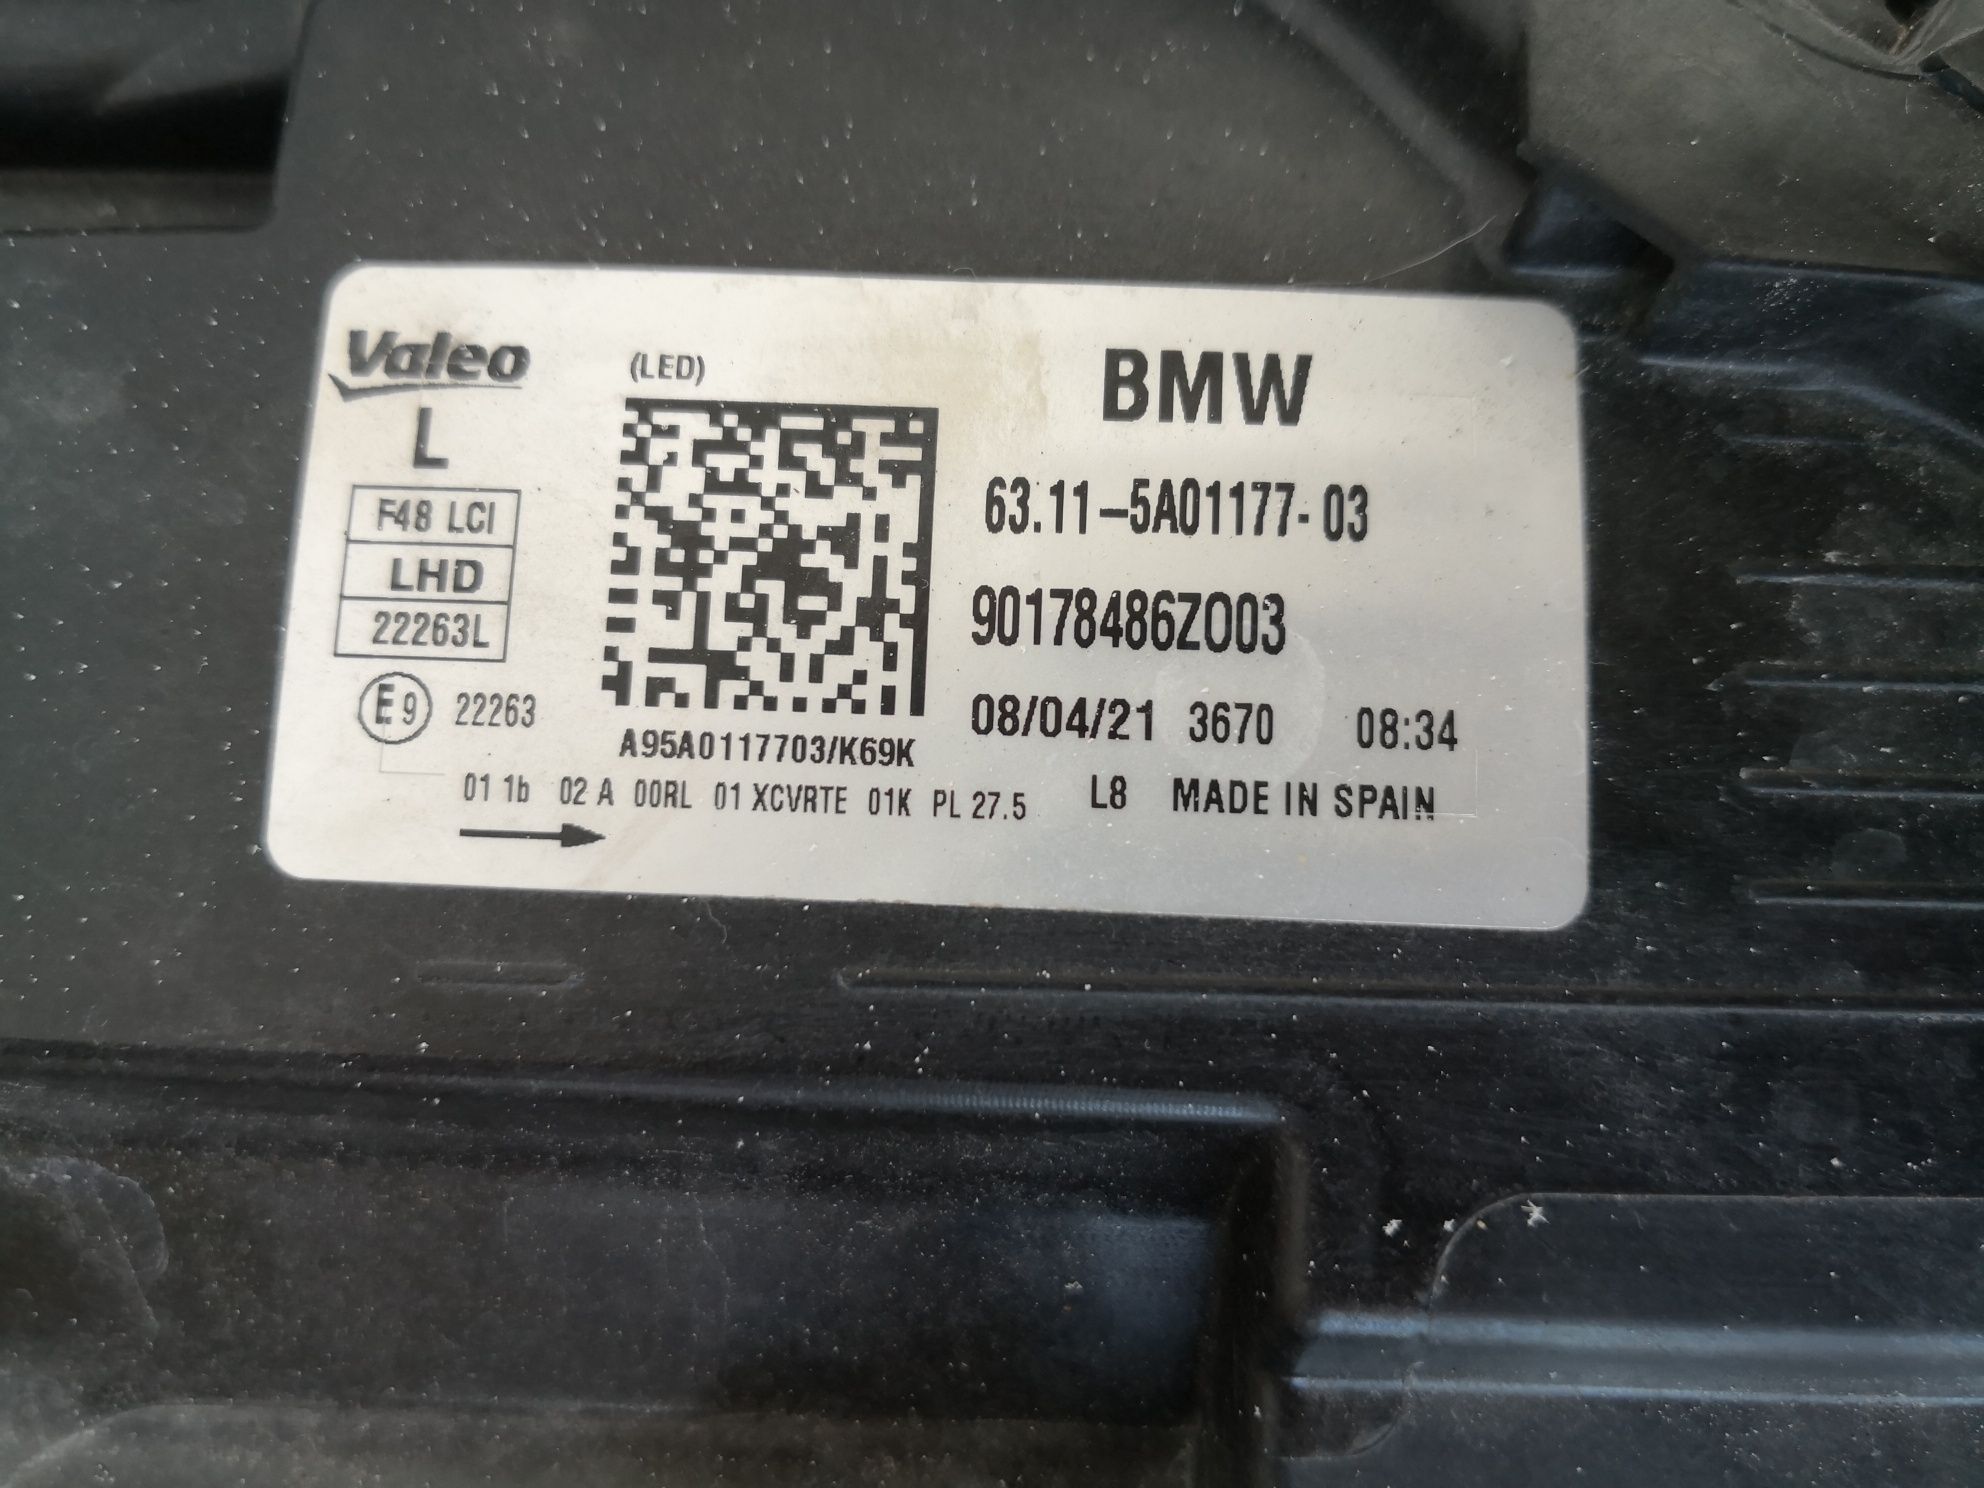 Valeo
(LED)
BMW
L
F48 LCI
LHD
22263L
E9 22263
63.11-5A01177-03
90178486Z003
08/04/21 3670 08:34
A95A0117703/K69K
01 1b 02 A 00RL 01 XCVRTE 01K PL 27.5 L8 MADE IN SPAIN